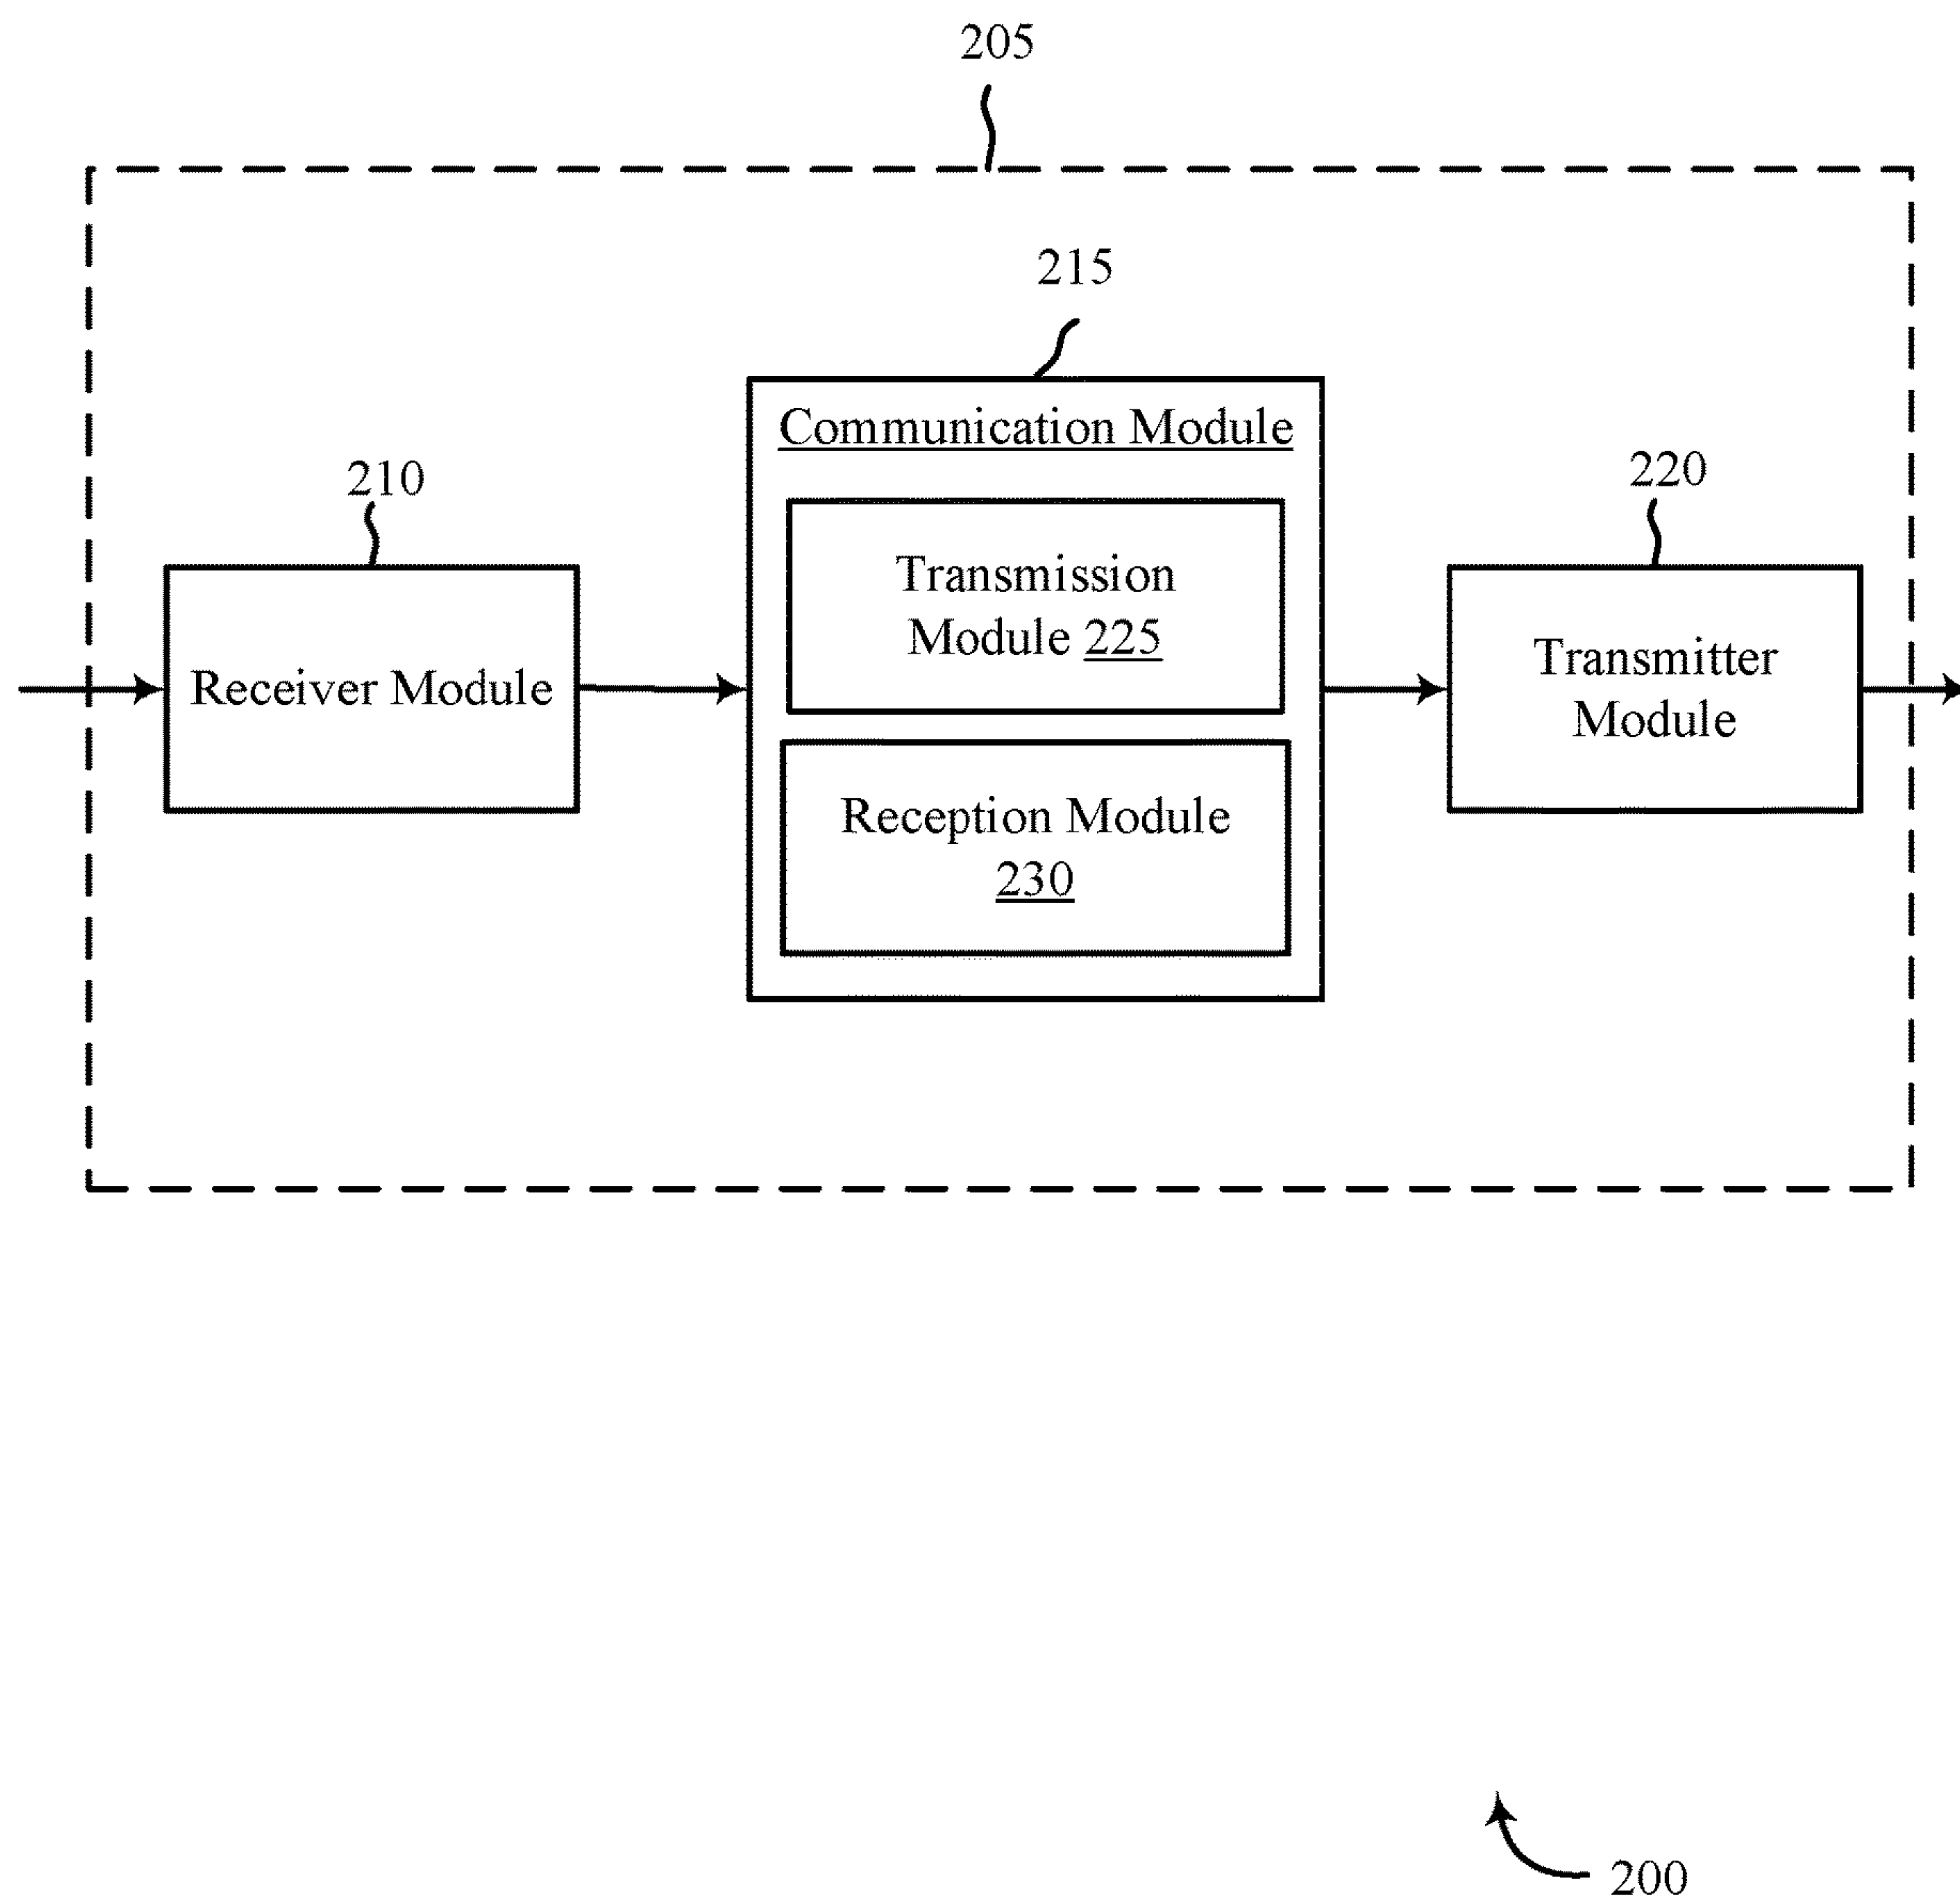 205
215
Communication Module
210
220
Transmission
Module 225
Receiver Module
Transmitter
Module
Reception Module
230
200